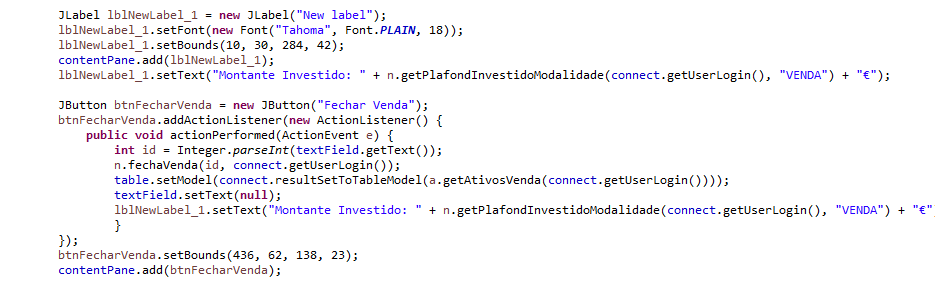 JLabel lblNewLabel_1 = new JLabel("New label");
lblNewLabel_1.setFont(new Font("Tahoma", Font.PLAIN, 18));
lblNewLabel_1.setBounds(10, 30, 284, 42);
contentPane.add(lblNewLabel_1);
lblNewLabel_1.setText("Montante Investido: " + n.getPlafondInvestidoModalidade(connect.getUserLogin(), "VENDA") + "€");
JButton btnFecharVenda = new JButton("Fechar Venda");
btnFecharVenda.addActionListener(new ActionListener() {
public void actionPerformed(ActionEvent e) {
int id = Integer.parseInt(textField.getText());
n.fechaVenda(id, connect.getUserLogin());
table.setModel(connect.resultSetToTableModel(a.getAtivosVenda(connect.getUserLogin())));
textField.setText(null);
lblNewLabel_1.setText("Montante Investido: " + n.getPlafondInvestidoModalidade(connect.getUserLogin(), "VENDA") + "€"
}
});
btnFecharVenda.setBounds(436, 62, 138, 23);
contentPane.add(btnFecharVenda);